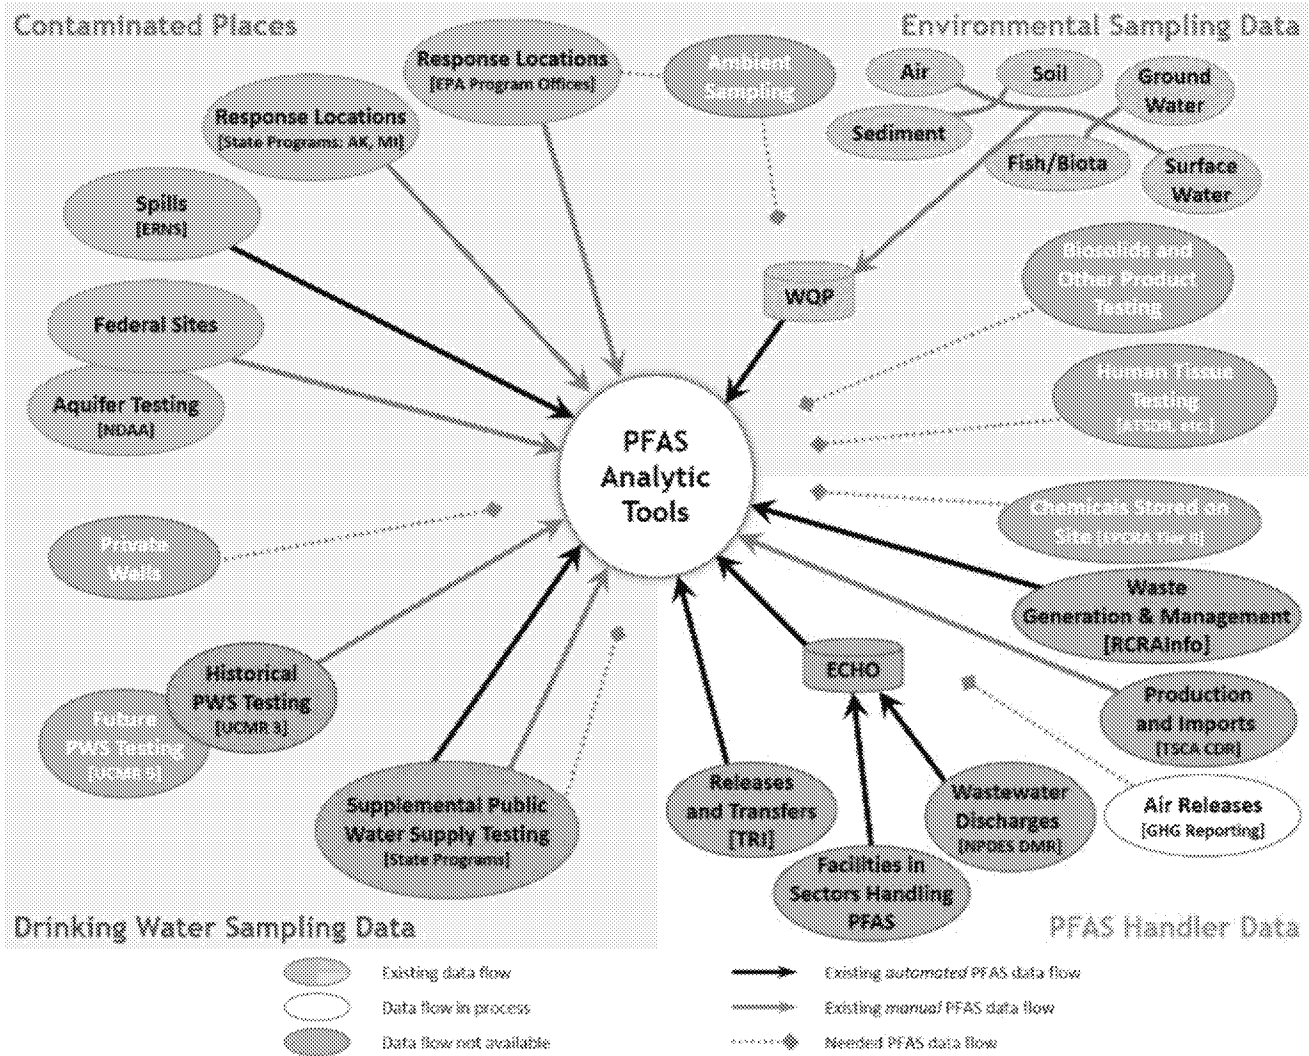 Contaminated Places
Environmental Sampling Data
Response Locations
[EPA Program Offices]
Ambient
Sampling
Air
Soil
Ground
Water
Response Locations
[State Programs: AK, MI]
Sediment
Fish/Biota
Surface
Water
Spills
[ERNS]
Biosolids and
Other Product
Testing
WQP
Federal Sites
Human Tissue
Testing
Aquifer Testing
[NDAA]
PFAS
Analytic
Tools
Chemicals Stored on
Site [EPCRA Tier II]
Private
Wells
Waste
Generation & Management
[RCRAInfo]
Historical
PWS Testing
[UCMR 3]
ECHO
Production
and Imports
[TSCA CDR]
Future
PWS Testing
[UCMR 5]
Supplemental Public
Water Supply Testing
[State Programs]
Releases
and Transfers
[TRI]
Wastewater
Discharges
[NPDES DMR]
Air Releases
[GHG Reporting]
Facilities in
Sectors Handling
PFAS
Drinking Water Sampling Data
PFAS Handler Data
Existing data flow
Existing automated PFAS data flow
Data flow in process
Existing manual PFAS data flow
Data flow not available
Needed PFAS data flow